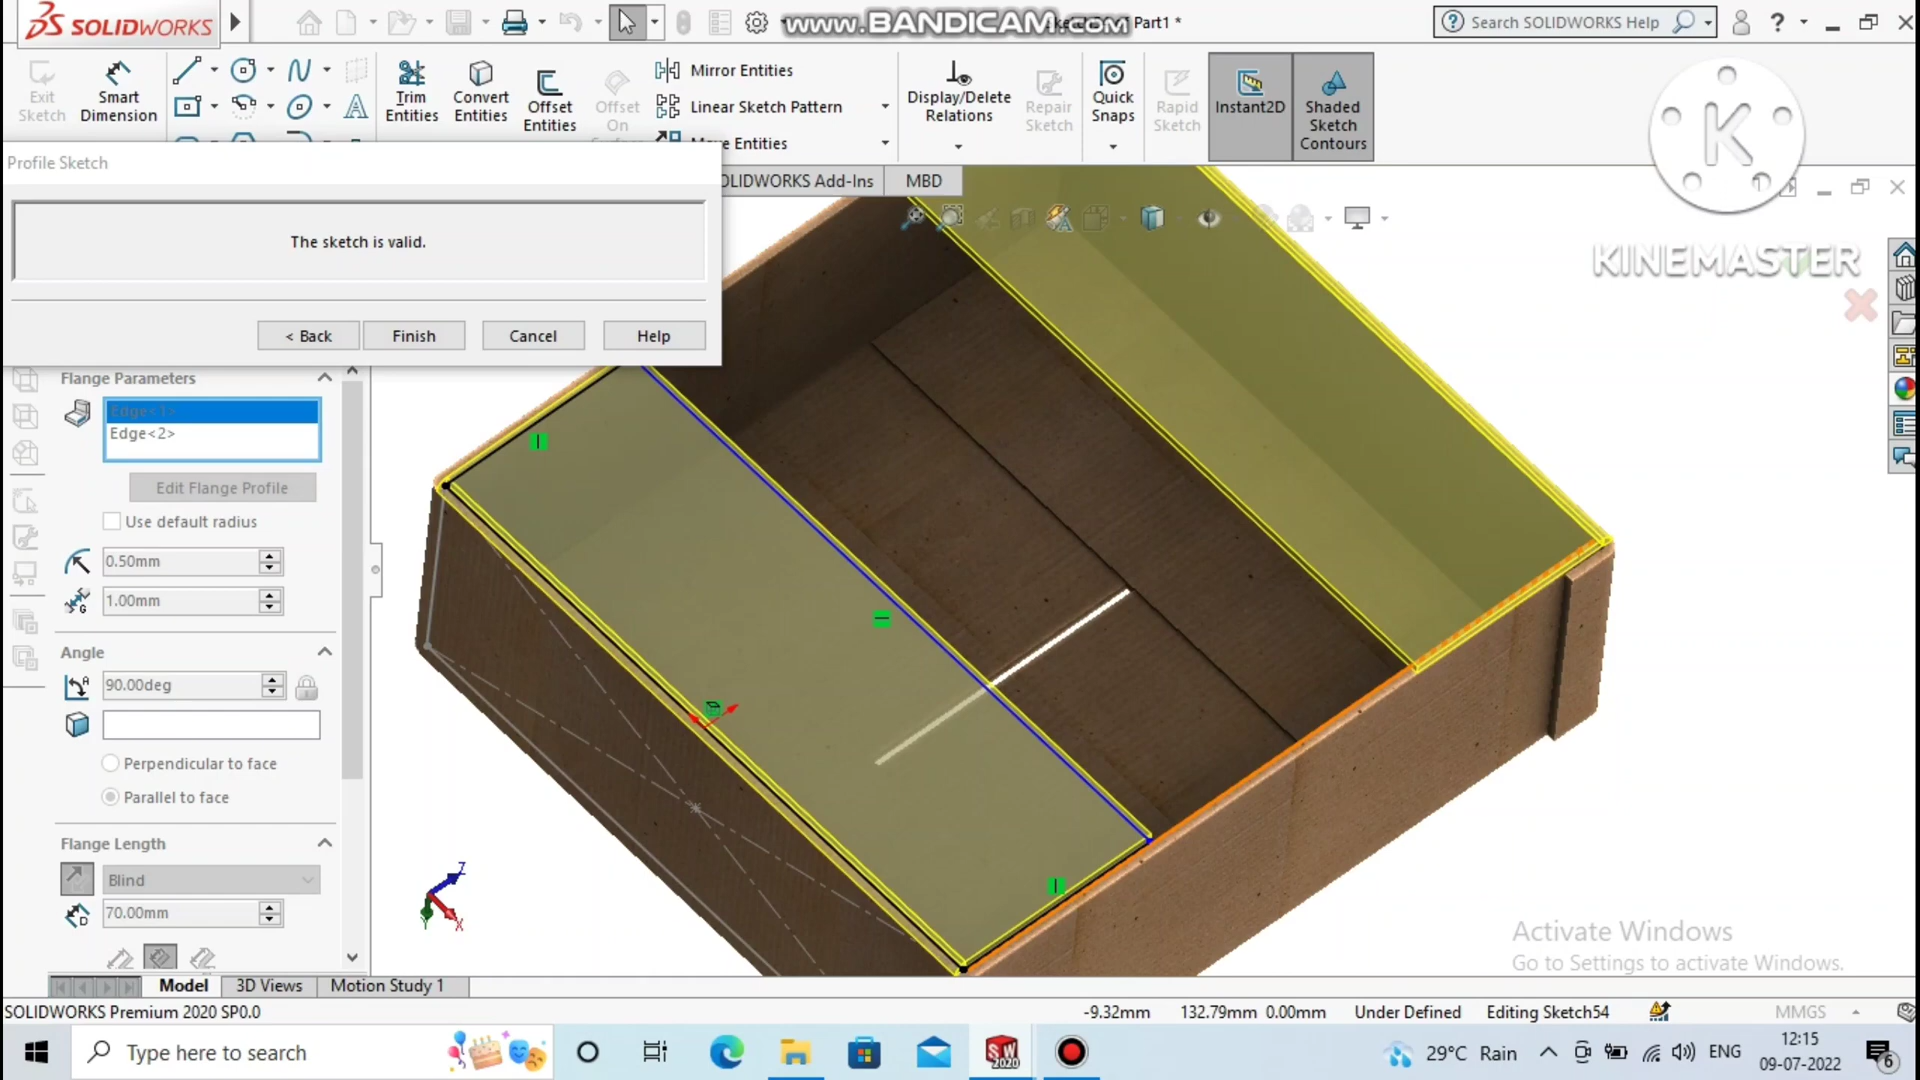 SOLIDWORKS
www.BANDICAM.com
Part1 *
Search SOLIDWORKS Help
Exit Sketch
Smart Dimension
Trim Entities
Convert Entities
Offset Entities
Offset On
Mirror Entities
Linear Sketch Pattern
Move Entities
Display/Delete Relations
Repair Sketch
Quick Snaps
Rapid Sketch
Instant2D
Shaded Sketch Contours
K
KINEMASTER
OLIDWORKS Add-Ins
MBD
Profile Sketch
The sketch is valid.
< Back
Finish
Cancel
Help
Flange Parameters
Edge<1>
Edge<2>
Edit Flange Profile
Use default radius
0.50mm
1.00mm
Angle
90.00deg
Perpendicular to face
Parallel to face
Flange Length
Blind
70.00mm
Z
X
Y
Activate Windows
Go to Settings to activate Windows.
Model
3D Views
Motion Study 1
SOLIDWORKS Premium 2020 SP0.0
-9.32mm
132.79mm 0.00mm
Under Defined
Editing Sketch54
MMGS
Type here to search
SW 2020
29°C Rain
ENG
12:15
09-07-2022
6